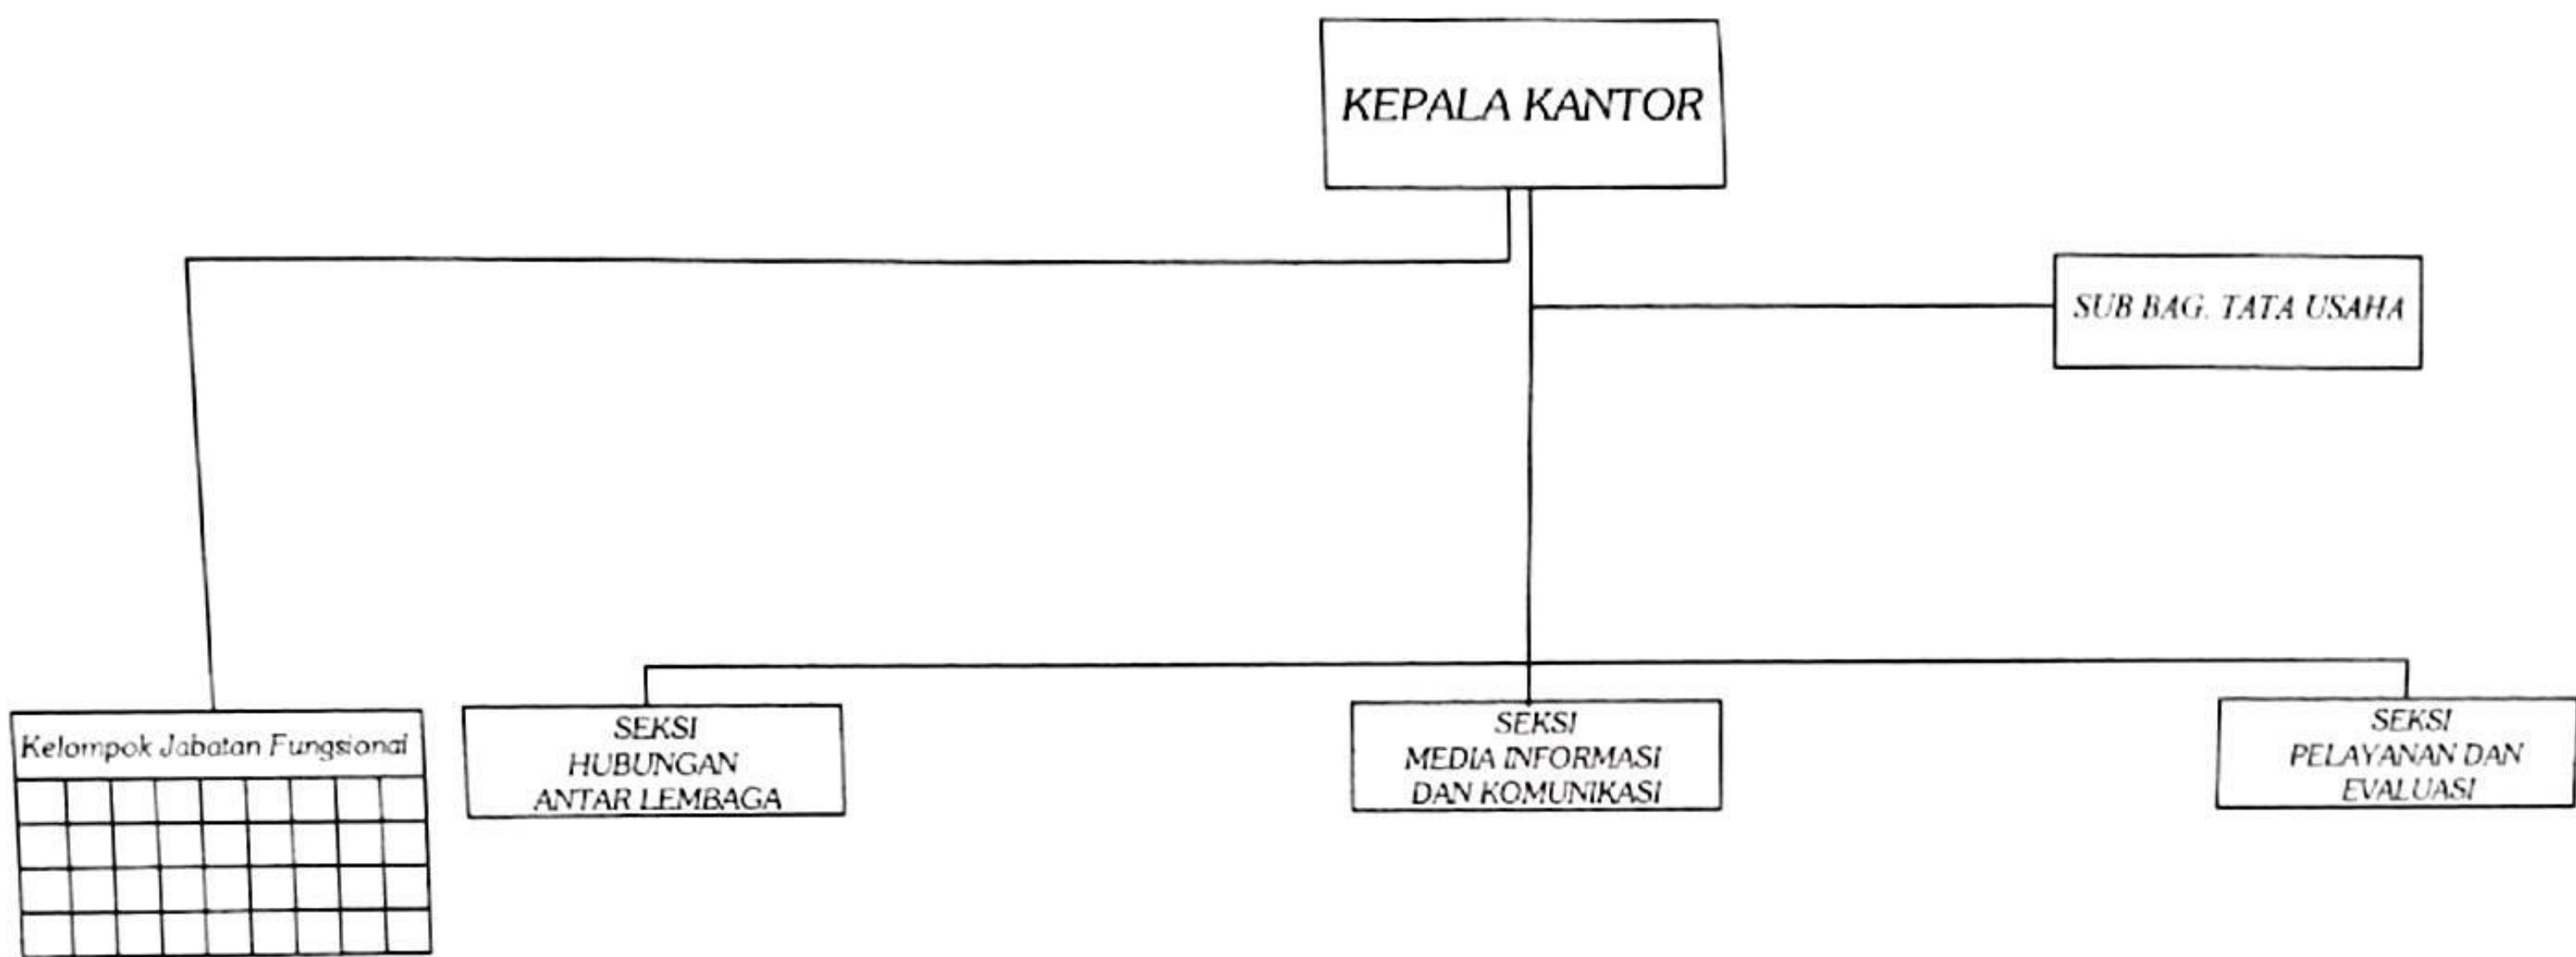 KEPALA KANTOR
SUB BAG. TATA USAHA
Kelompok Jabatan Fungsional
SEKSI
HUBUNGAN
ANTAR LEMBAGA
SEKSI
MEDIA INFORMASI
DAN KOMUNIKASI
SEKSI
PELAYANAN DAN
EVALUASI